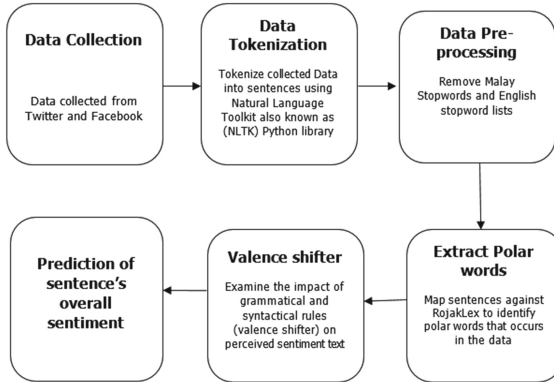 Data Collection
Data collected from
Twitter and Facebook
Data
Tokenization
Tokenize collected Data
into sentences using
Natural Language
Toolkit also known as
(NLTK) Python library
Data Pre-
processing
Remove Malay
Stopwords and English
stopword lists
Prediction of
sentence's
overall
sentiment
Valence shifter
Examine the impact of
grammatical and
syntactical rules
(valence shifter) on
perceived sentiment text
Extract Polar
words
Map sentences against
RojakLex to identify
polar words that occurs
in the data